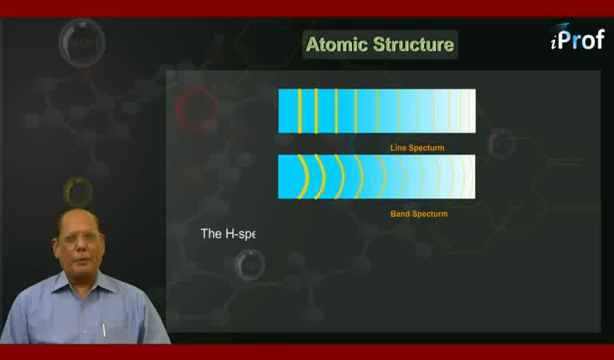 Atomic Structure
iProf
Line Specturm
Band Specturm
The H-spe